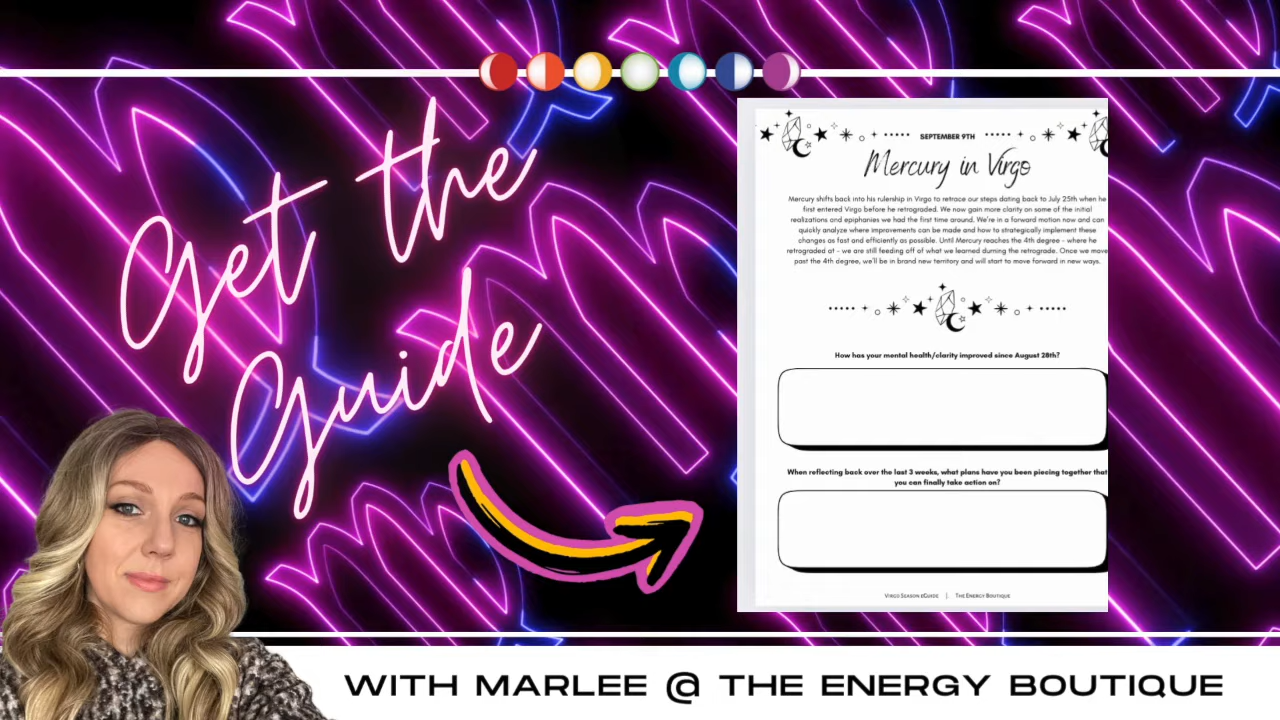 Get the
Guide
SEPTEMBER 9TH
Mercury in Virgo
Mercury shifts back into his rulership in Virgo to retrace our steps dating back to July 25th when he
first entered Virgo before he retrograded. We now gain more clarity on some of the initial
realizations and epiphanies we had the first time around. We're in a forward motion now and can
quickly analyze where improvements can be made and how to strategically implement these
changes as fast and efficiently as possible. Until Mercury reaches the 4th degree - where he
retrograded at - we are still feeding off of what we learned durning the retrograde. Once we move
past the 4th degree, we'll be in brand new territory and will start to move forward in new ways.
How has your mental health/clarity improved since August 28th?
When reflecting back over the last 3 weeks, what plans have you been piecing together that
you can finally take action on?
Virgo Season eGuide | The Energy Boutique
WITH MARLEE @ THE ENERGY BOUTIQUE